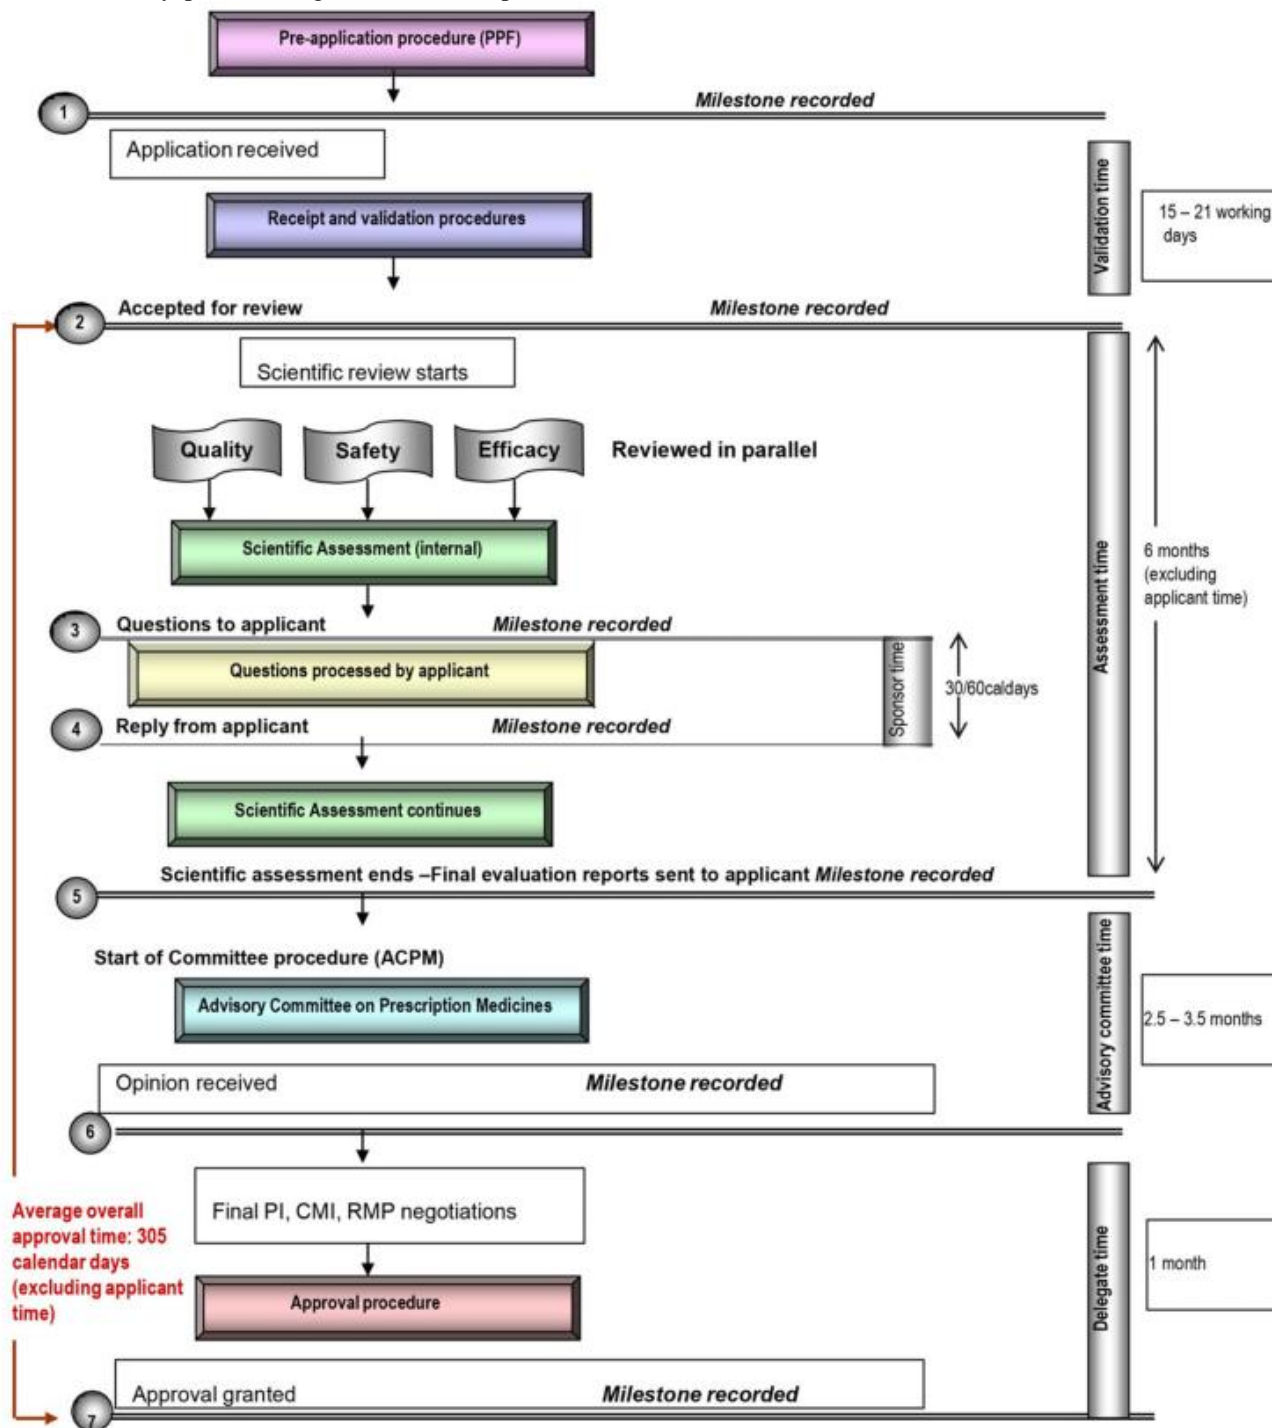 Pre-application procedure (PPF)
1
Milestone recorded
Application received
Receipt and validation procedures
Validation time
15 – 21 working
days
2
Accepted for review
Milestone recorded
Scientific review starts
Quality
Safety
Efficacy
Reviewed in parallel
Scientific Assessment (internal)
Assessment time
6 months
(excluding
applicant time)
3
Questions to applicant
Milestone recorded
Questions processed by applicant
Sponsor time
30/60caldays
4
Reply from applicant
Milestone recorded
Scientific Assessment continues
Scientific assessment ends –Final evaluation reports sent to applicant Milestone recorded
5
Start of Committee procedure (ACPM)
Advisory Committee on Prescription Medicines
Advisory committee time
2.5 – 3.5 months
Opinion received
Milestone recorded
6
Final PI, CMI, RMP negotiations
Average overall
approval time: 305
calendar days
(excluding applicant
time)
Approval procedure
Delegate time
1 month
Approval granted
Milestone recorded
7